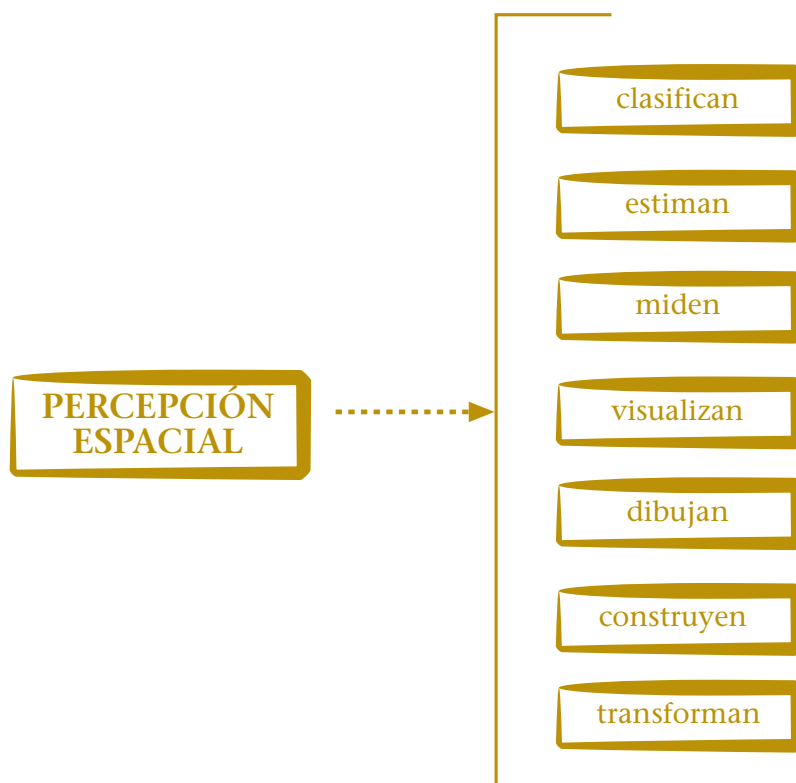 clasifican
estiman
miden
PERCEPCIÓN
ESPACIAL
visualizan
dibujan
construyen
transforman